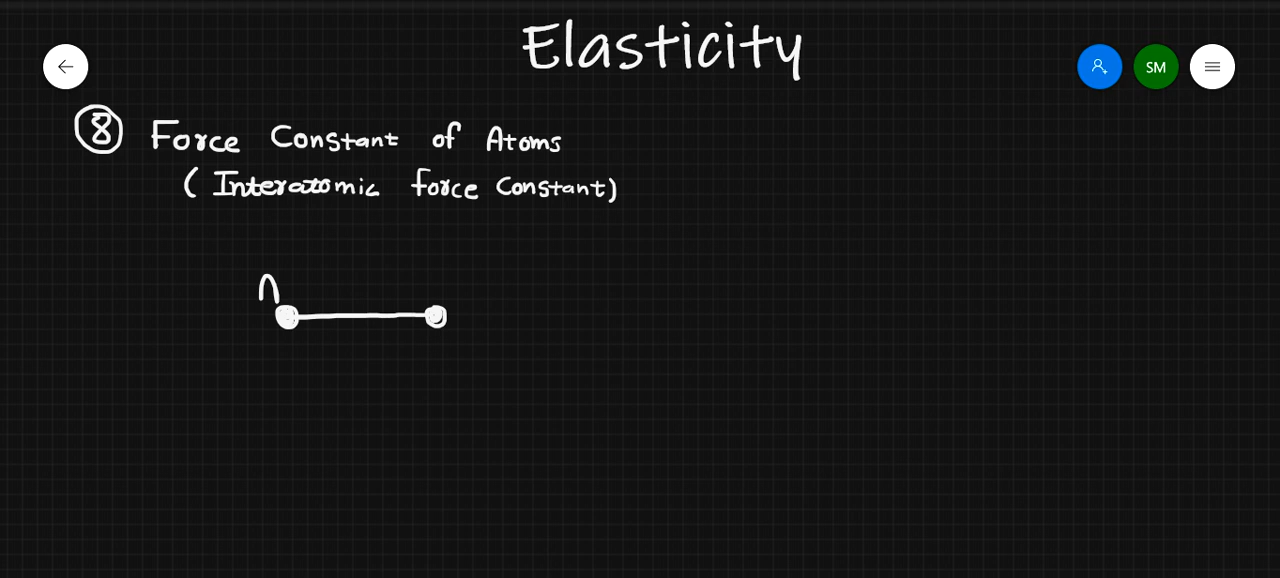 Elasticity
SM
8 Force Constant of Atoms
(Interatomic force Constant)